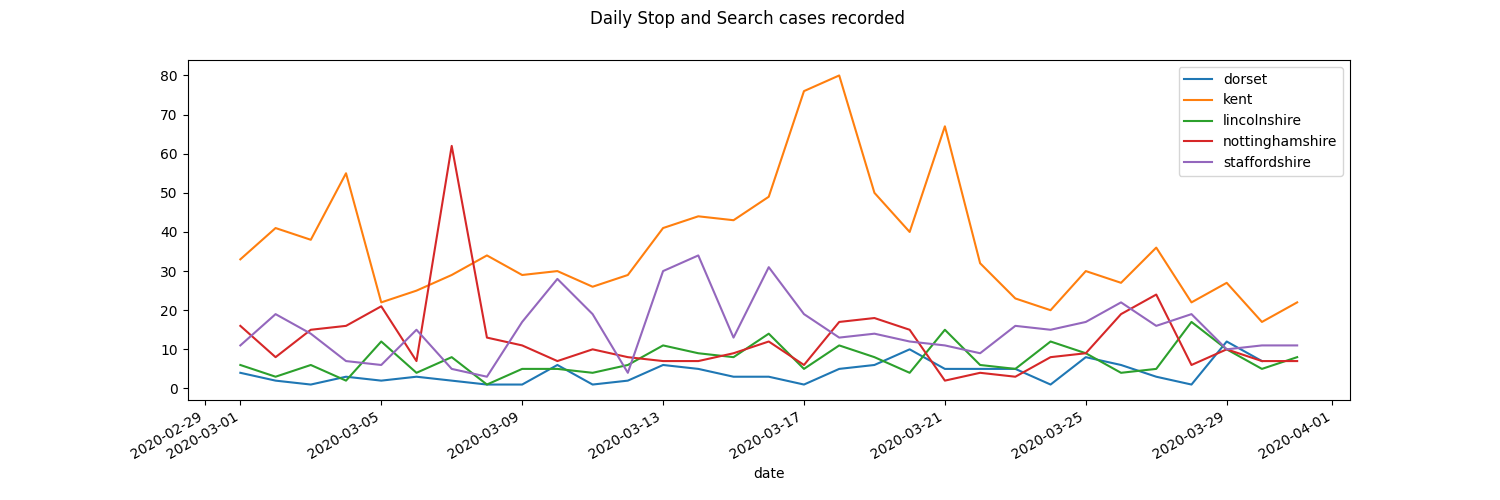 Daily Stop and Search cases recorded
dorset
kent
lincolnshire
nottinghamshire
staffordshire
80
70
60
50
40
30
20
10
0
2020-02-29
2020-03-01
2020-03-05
2020-03-09
2020-03-13
2020-03-17
2020-03-21
2020-03-25
2020-03-29
2020-04-01
date